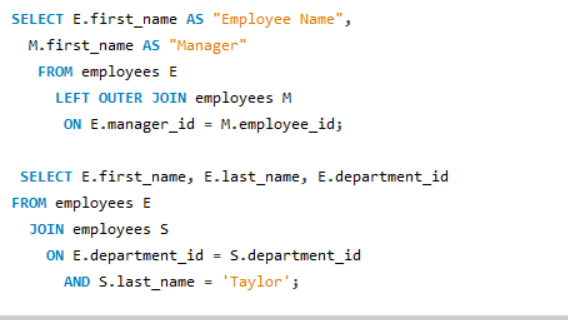 SELECT E.first_name AS "Employee Name",
M.first_name AS "Manager"
FROM employees E
LEFT OUTER JOIN employees M
ON E.manager_id = M.employee_id;
SELECT E.first_name, E.last_name, E.department_id
FROM employees E
JOIN employees S
ON E.department_id = S.department_id
AND S.last_name = 'Taylor';